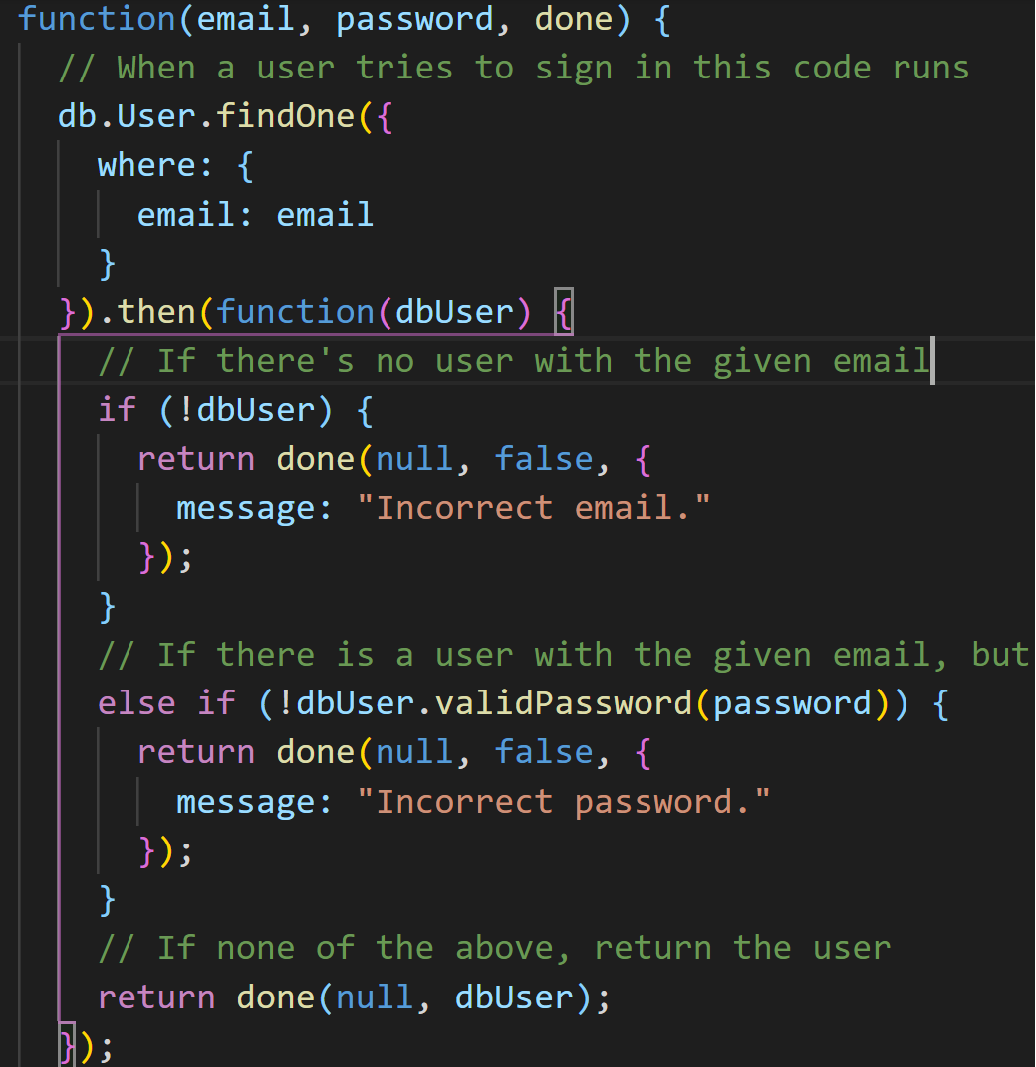 function(email, password, done) {
// When a user tries to sign in this code runs
db.User.findOne({
where: {
email: email
}
}).then(function(dbUser) {
// If there's no user with the given email
if (!dbUser) {
return done(null, false, {
message: "Incorrect email."
});
}
// If there is a user with the given email, but
else if (!dbUser.validPassword(password)) {
return done(null, false, {
message: "Incorrect password."
});
}
// If none of the above, return the user
return done(null, dbUser);
});